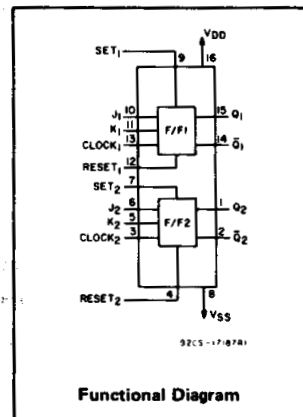 SET1
VDD
9 16
J1 10
K1 11
CLOCK1 13
F/F1
15 Q1
14 Q̅1
RESET1 12
SET2 7
J2 6
K2 5
CLOCK2 3
F/F2
1 Q2
2 Q̅2
4 8
RESET2
VSS
92CS-17187R1
Functional Diagram